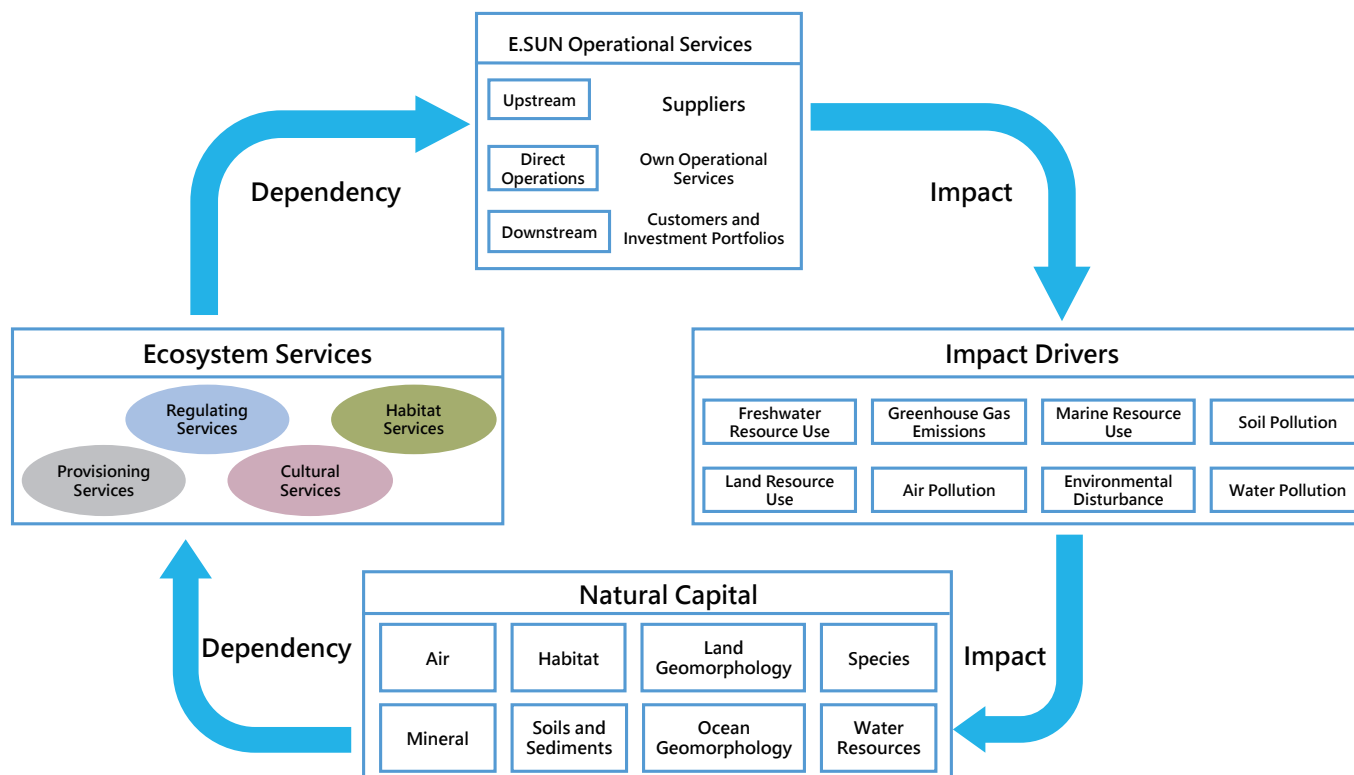 E.SUN Operational Services
Upstream
Suppliers
Direct
Operations
Own Operational
Services
Downstream
Customers and
Investment Portfolios
Dependency
Impact
Ecosystem Services
Regulating
Services
Habitat
Services
Provisioning
Services
Cultural
Services
Impact Drivers
Freshwater
Resource Use
Greenhouse Gas
Emissions
Marine Resource
Use
Soil Pollution
Land Resource
Use
Air Pollution
Environmental
Disturbance
Water Pollution
Dependency
Impact
Natural Capital
Air
Habitat
Land
Geomorphology
Species
Mineral
Soils and
Sediments
Ocean
Geomorphology
Water
Resources